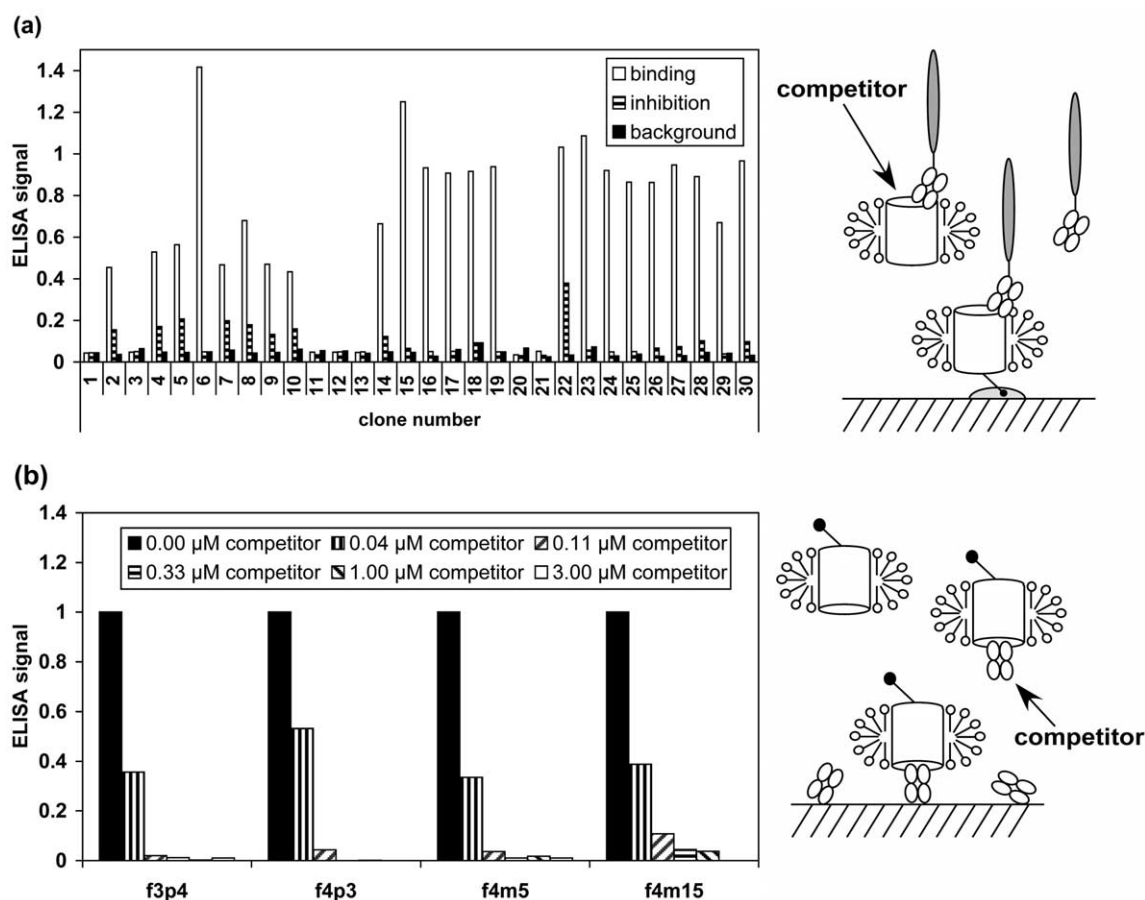 (a)
1.4
1.2
1
0.8
0.6
0.4
0.2
0
ELISA signal
binding
inhibition
background
1 2 3 4 5 6 7 8 9 10 11 12 13 14 15 16 17 18 19 20 21 22 23 24 25 26 27 28 29 30
clone number
competitor
(b)
1.4
1.2
1
0.8
0.6
0.4
0.2
0
ELISA signal
0.00 µM competitor 0.04 µM competitor 0.11 µM competitor
0.33 µM competitor 1.00 µM competitor 3.00 µM competitor
f3p4 f4p3 f4m5 f4m15
competitor